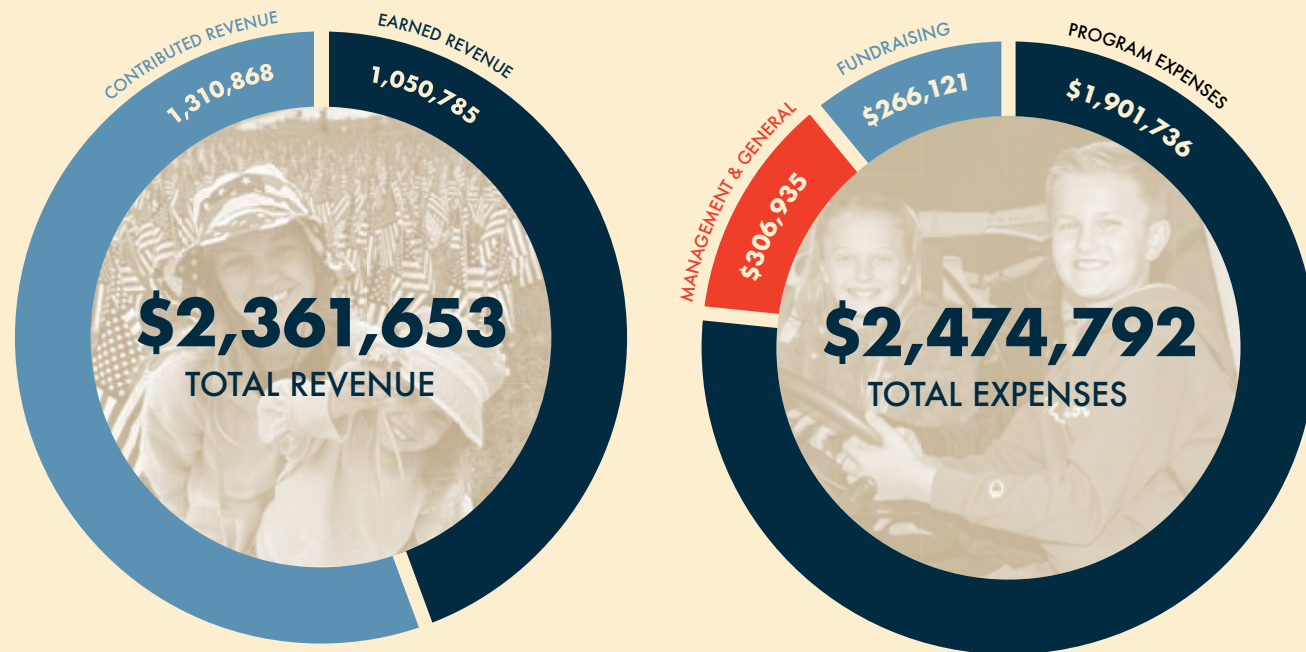 CONTRIBUTED REVENUE
1,310,868
EARNED REVENUE
1,050,785
$2,361,653
TOTAL REVENUE
MANAGEMENT & GENERAL
$306,935
FUNDRAISING
$266,121
PROGRAM EXPENSES
$1,901,736
$2,474,792
TOTAL EXPENSES